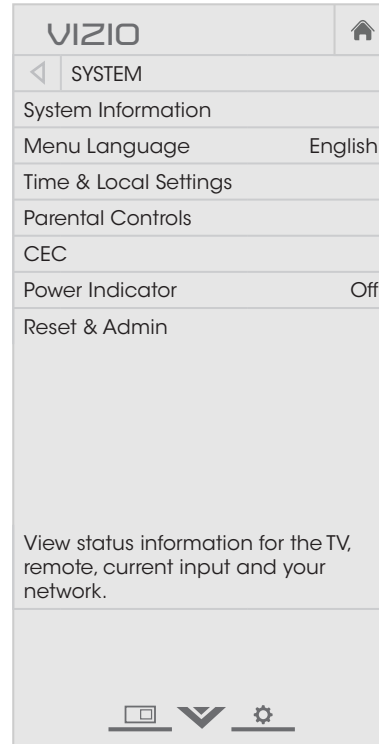 VIZIO
SYSTEM
System Information
Menu Language English
Time & Local Settings
Parental Controls
CEC
Power Indicator Off
Reset & Admin
View status information for the TV,
remote, current input and your
network.